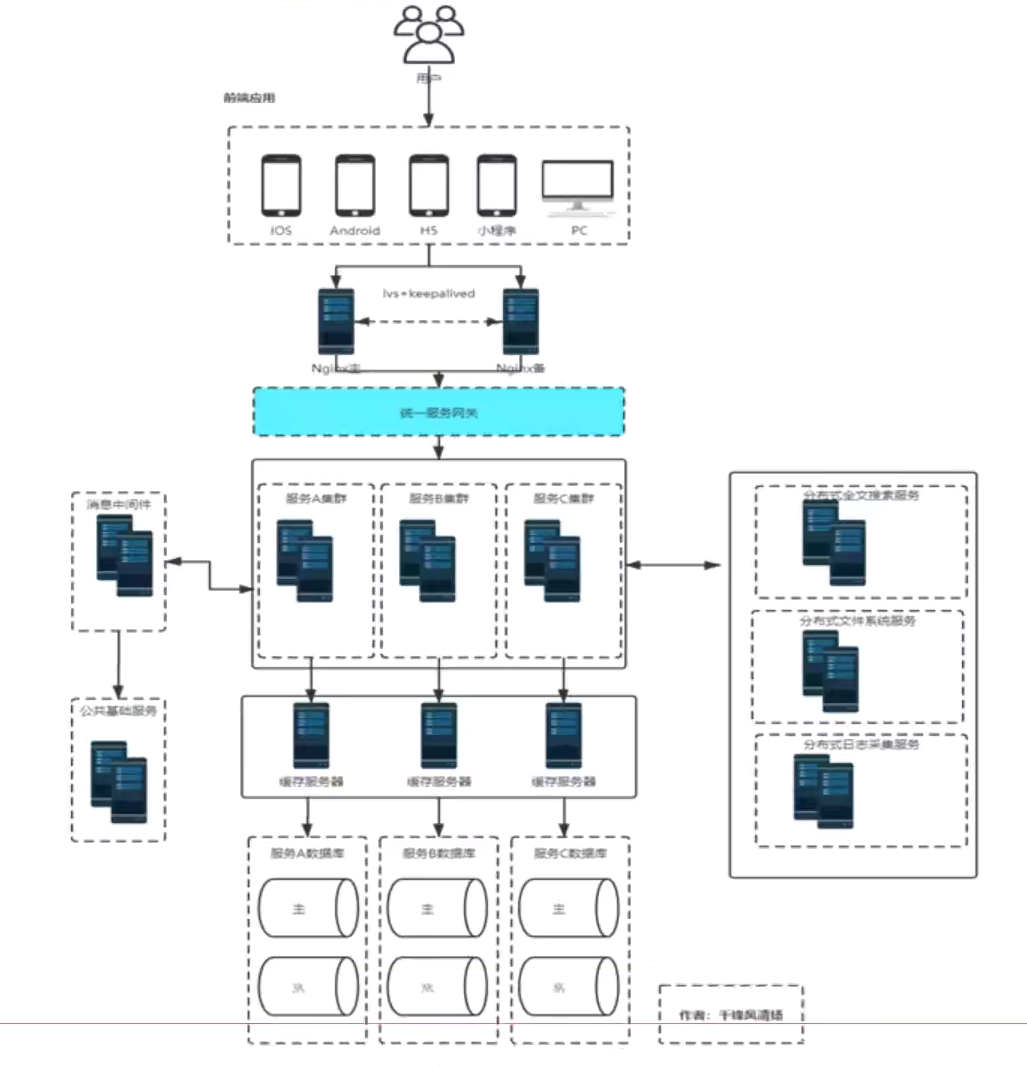 用户
前端应用
IOS
Android
H5
小程序
PC
lvs+keepalived
Nginx主
Nginx备
统一服务网关
消息中间件
服务A集群
服务B集群
服务C集群
分布式全文搜索服务
分布式文件系统服务
公共基础服务
分布式日志采集服务
缓存服务器
缓存服务器
缓存服务器
服务A数据库
服务B数据库
服务C数据库
主
主
主
从
从
从
作者：千锋风清扬